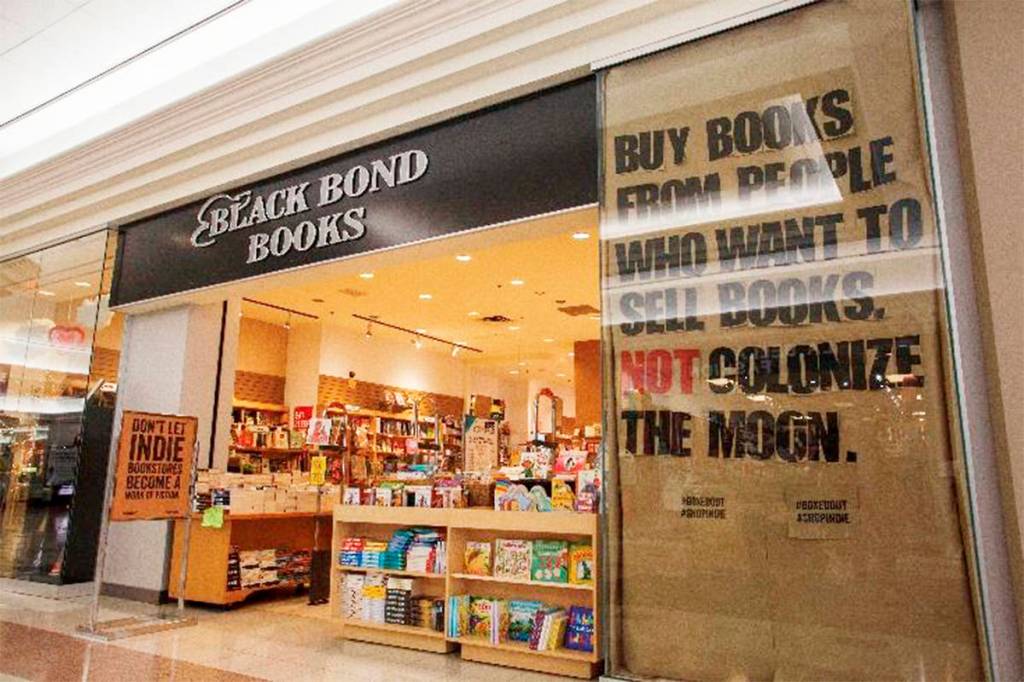 BLACK BOND
BOOKS
BUY BOOKS
FROM PEOPLE
WHO WANT TO
SELL BOOKS.
NOT COLONIZE
THE MOON.
#BOXEDOUT
#SHOPINDIE
#BOXEDOUT
#SHOPINDIE
DON'T LET
INDIE
BOOKSTORES
BECOME A
WORK OF FICTION.